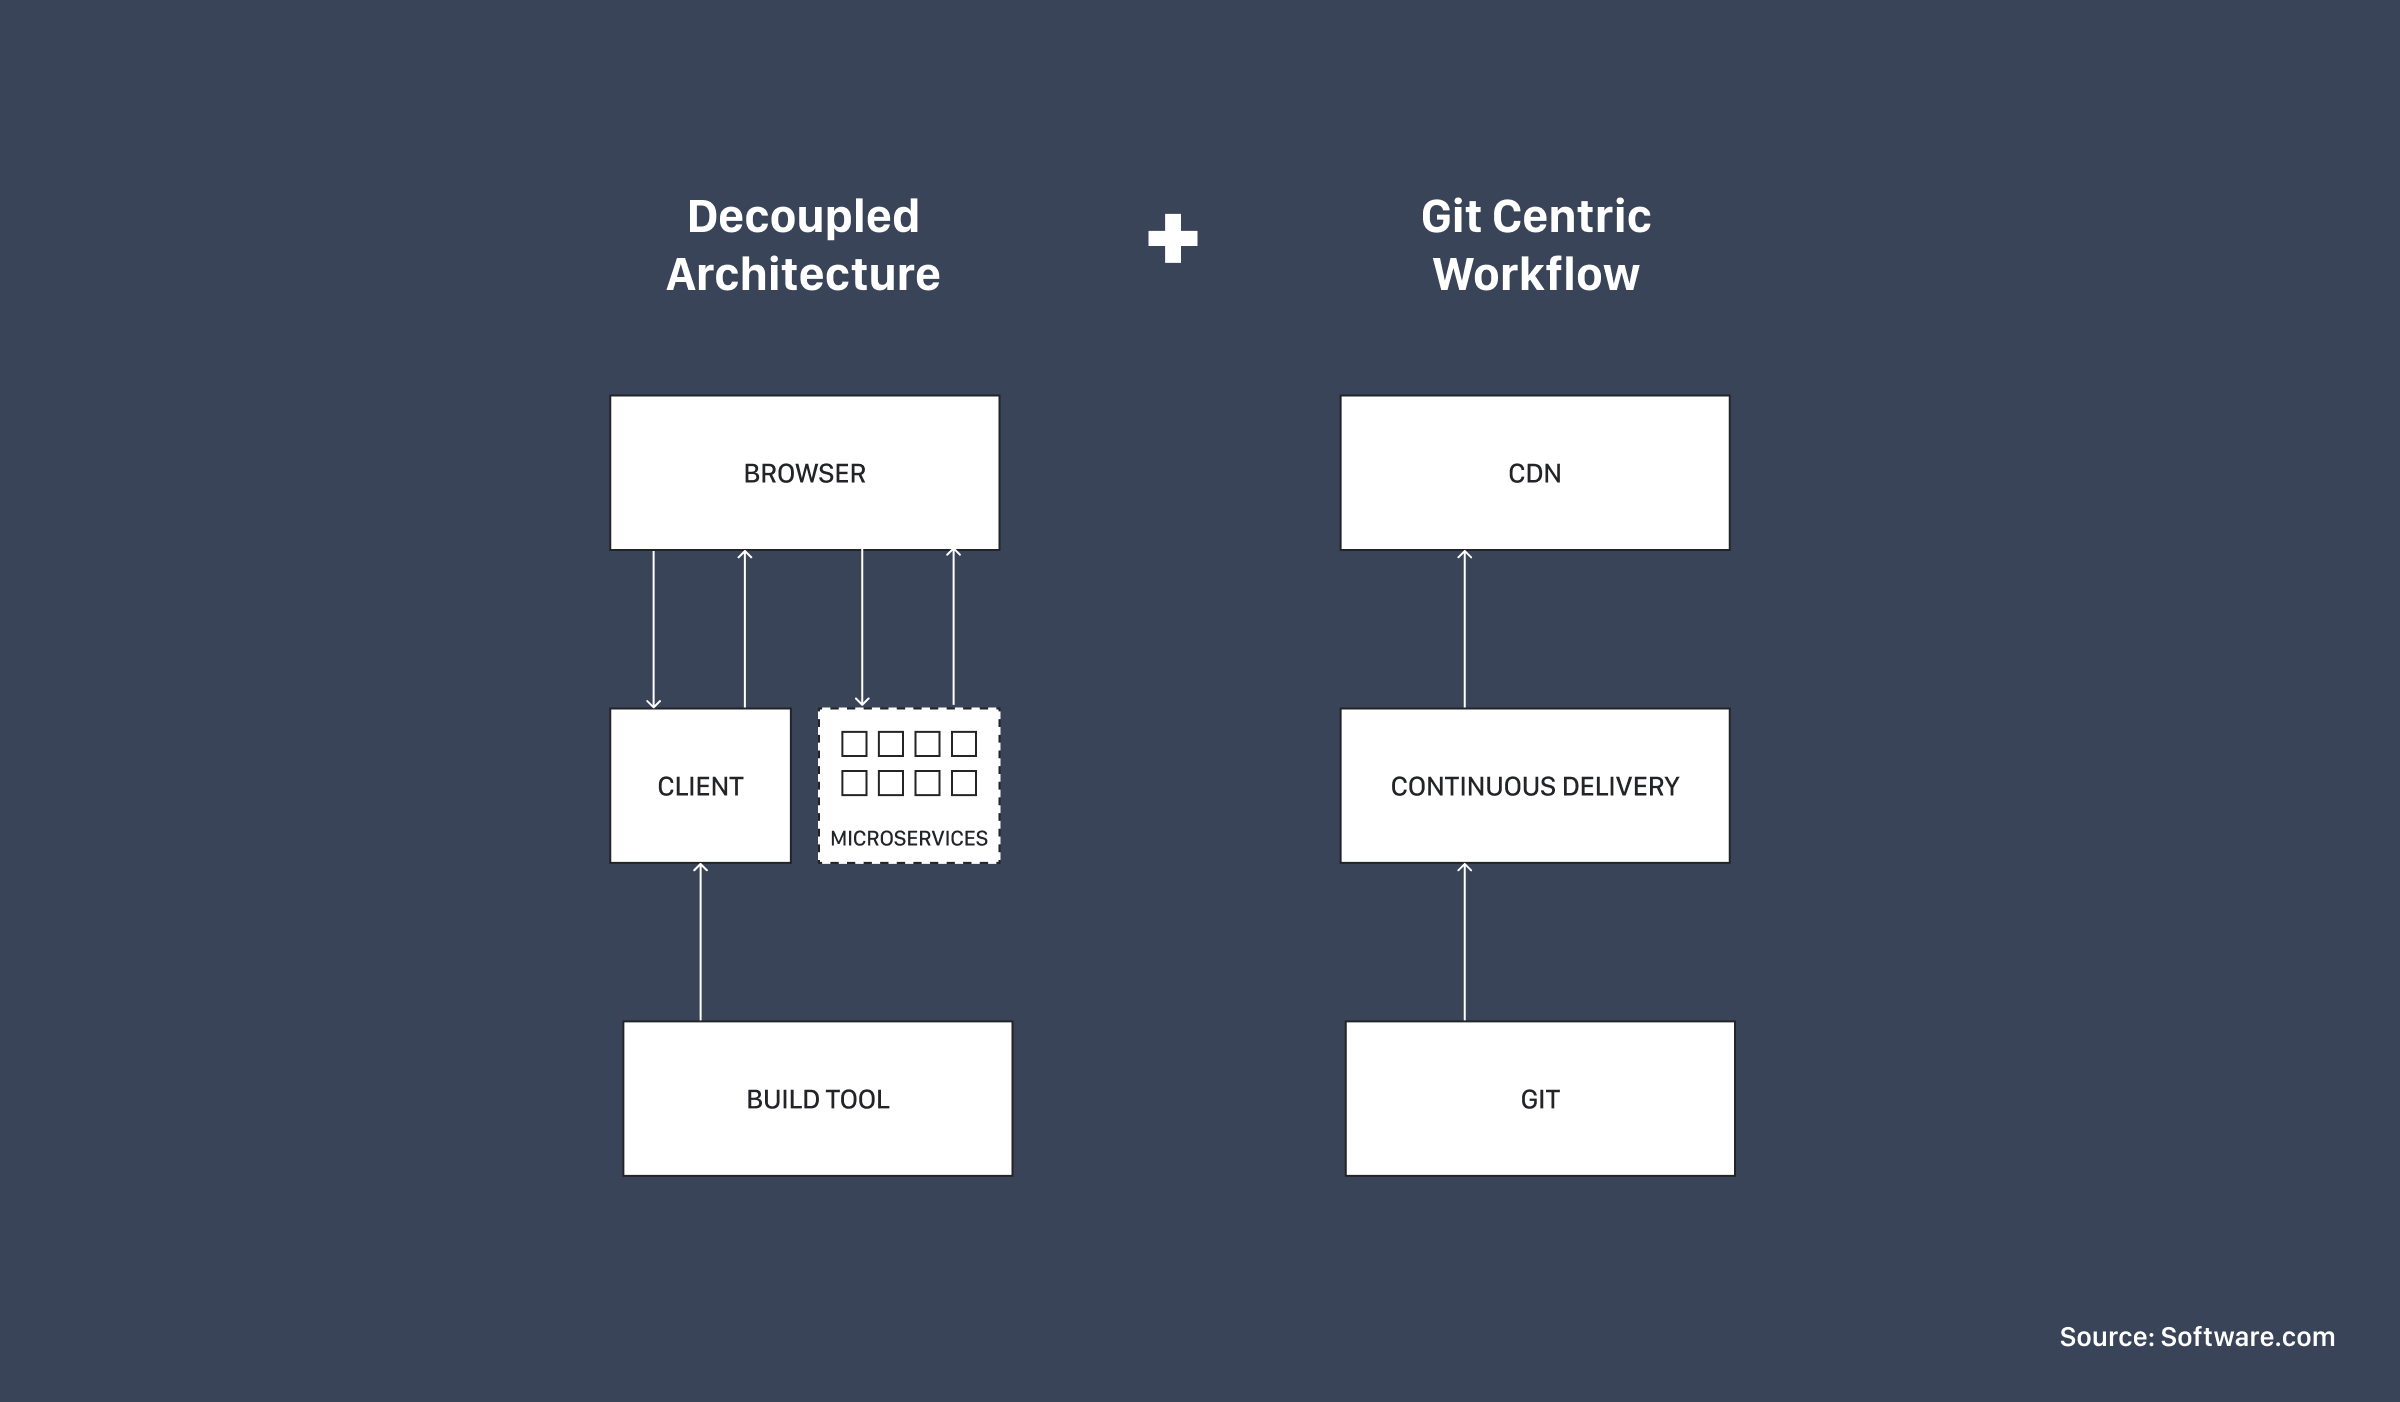 Decoupled
Architecture
Git Centric
Workflow
BROWSER
CDN
CLIENT
MICROSERVICES
CONTINUOUS DELIVERY
BUILD TOOL
GIT
Source: Software.com